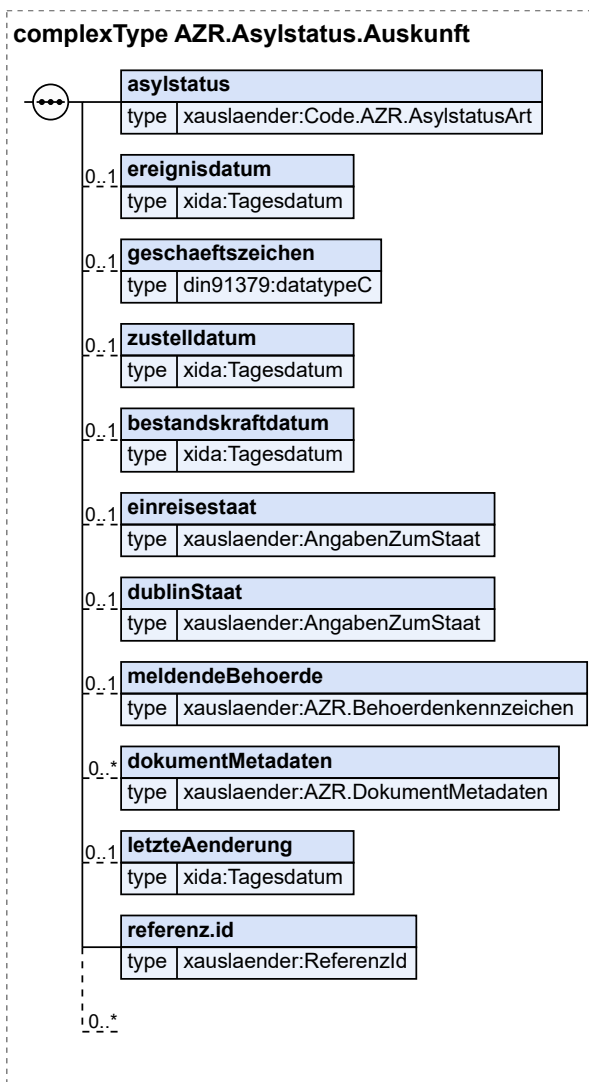 complexType AZR.Asylstatus.Auskunft
asylstatus
type xauslaender:Code.AZR.AsylstatusArt
0..1 ereignisdatum
type xida:Tagesdatum
0..1 geschaeftszeichen
type din91379:datatypeC
0..1 zustelldatum
type xida:Tagesdatum
0..1 bestandskraftdatum
type xida:Tagesdatum
0..1 einreisestaat
type xauslaender:AngabenZumStaat
0..1 dublinStaat
type xauslaender:AngabenZumStaat
0..1 meldendeBehoerde
type xauslaender:AZR.Behoerdenkennzeichen
0..* dokumentMetadaten
type xauslaender:AZR.DokumentMetadaten
0..1 letzteAenderung
type xida:Tagesdatum
referenz.id
type xauslaender:ReferenzId
0..*